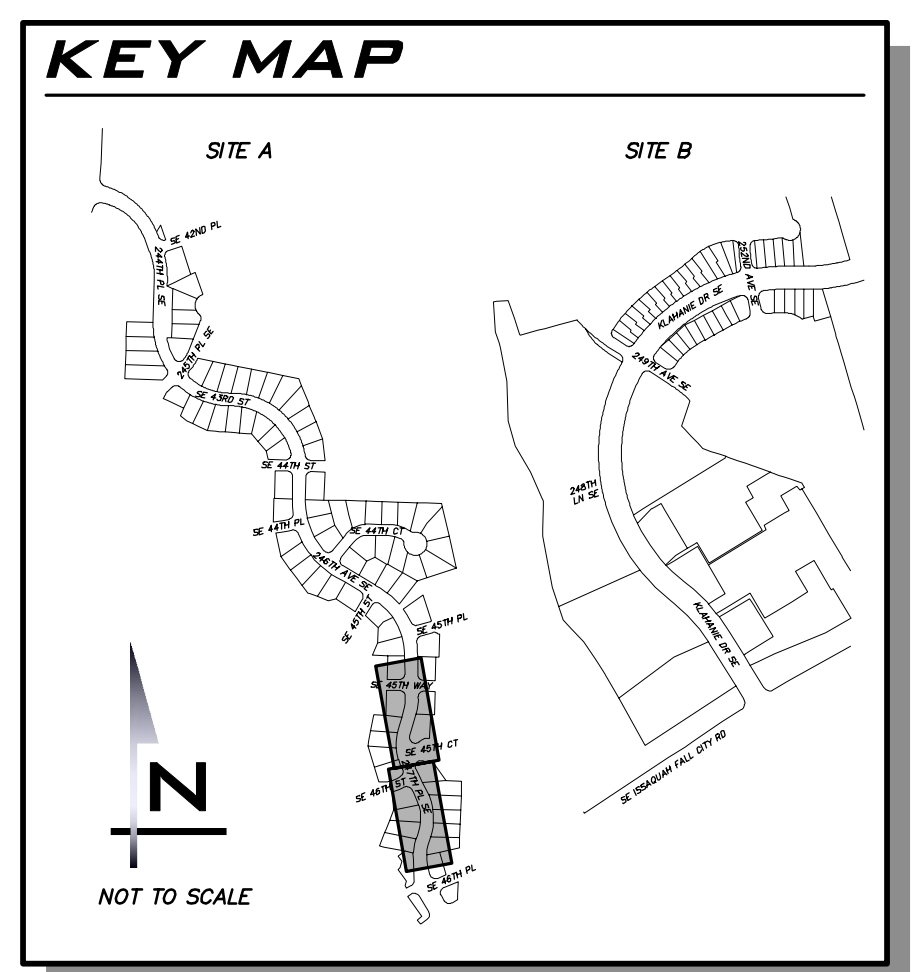 KEY MAP
SITE A
SITE B
SE 42ND PL
244TH PL SE
245TH PL SE
SE 43RD ST
SE 44TH ST
SE 44TH PL
SE 44TH CT
246TH AVE SE
SE 45TH ST
SE 45TH PL
SE 45TH WAY
SE 45TH CT
247TH PL SE
SE 46TH ST
SE 46TH PL
252ND AVE SE
KLAHANIE DR SE
249TH AVE SE
248TH
LN SE
KLAHANIE DR SE
SE ISSAQUAH FALL CITY RD
N
NOT TO SCALE